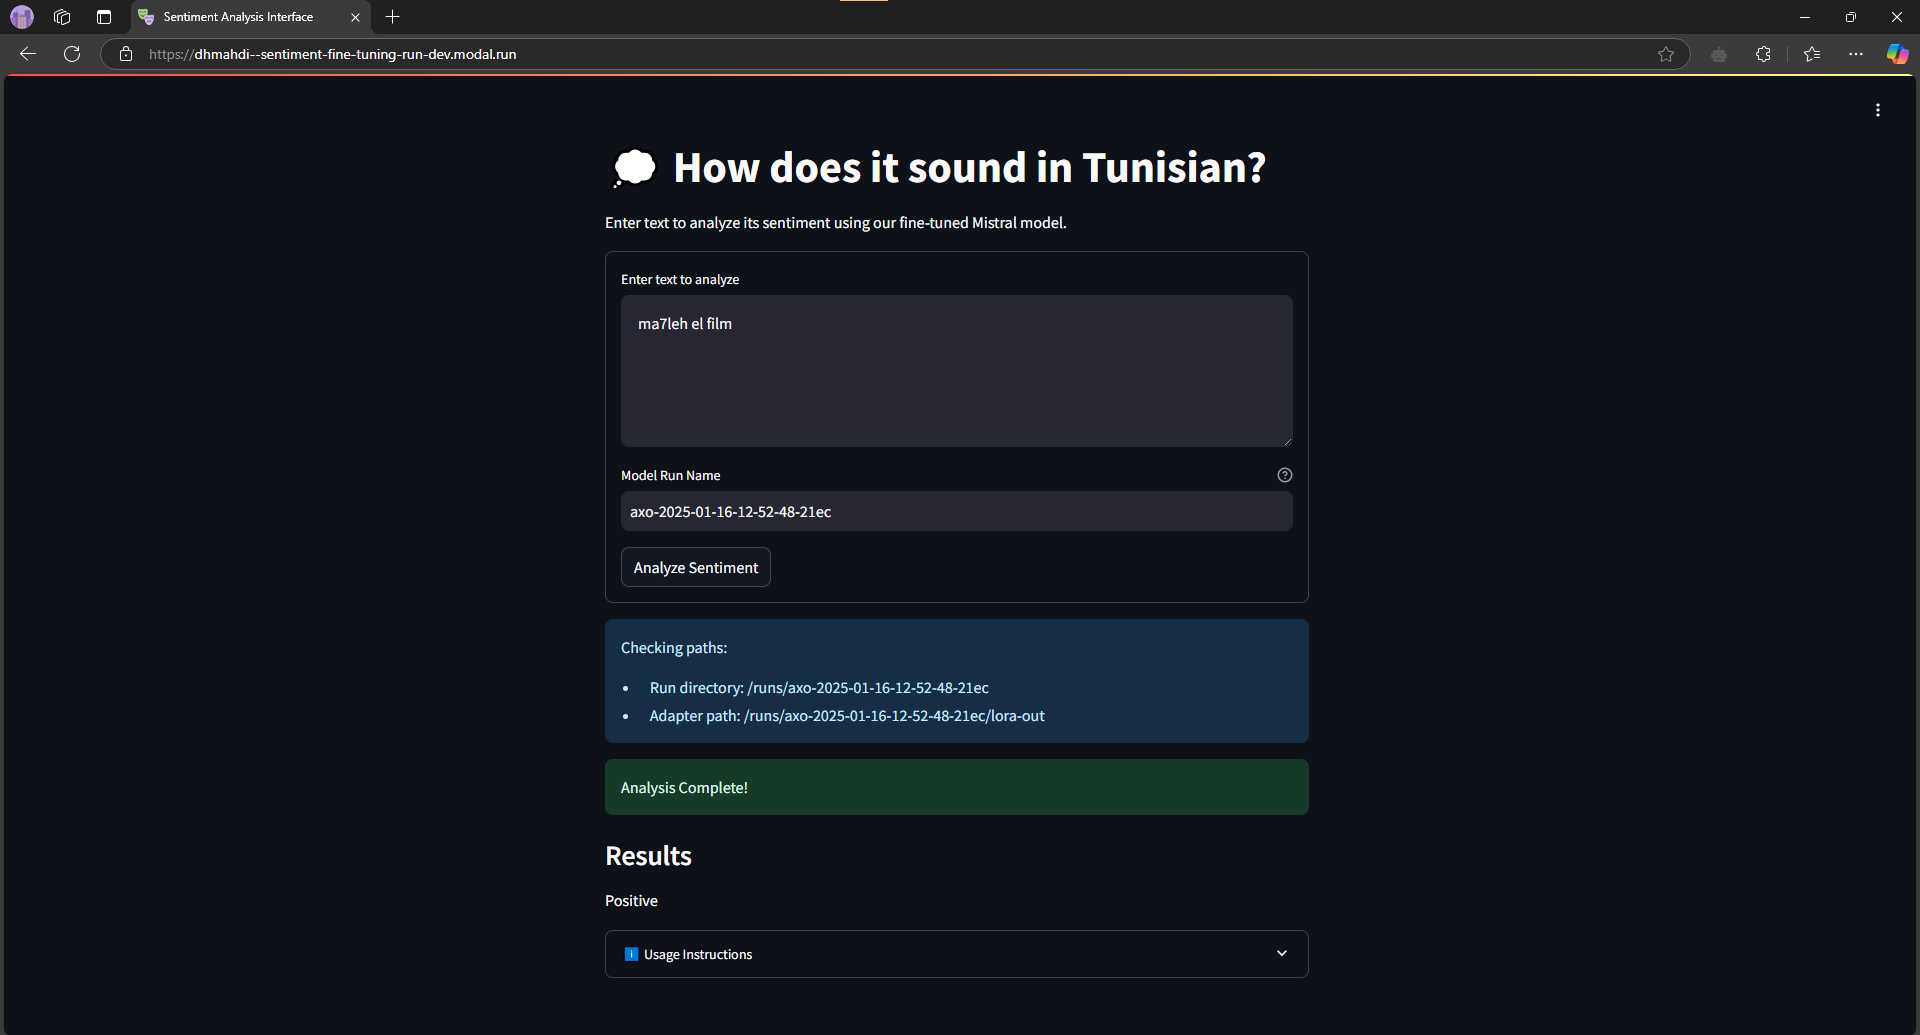 Sentiment Analysis Interface
https://dhmahdi--sentiment-fine-tuning-run-dev.modal.run
How does it sound in Tunisian?
Enter text to analyze its sentiment using our fine-tuned Mistral model.
Enter text to analyze
ma7leh el film
Model Run Name
axo-2025-01-16-12-52-48-21ec
Analyze Sentiment
Checking paths:
• Run directory: /runs/axo-2025-01-16-12-52-48-21ec
• Adapter path: /runs/axo-2025-01-16-12-52-48-21ec/lora-out
Analysis Complete!
Results
Positive
Usage Instructions